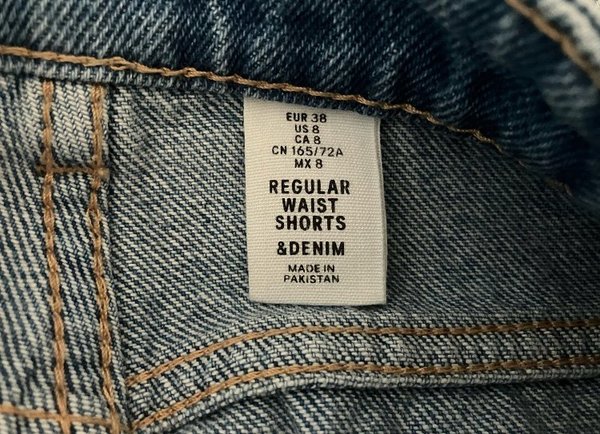 EUR 38
US 8
CA 8
CN 165/72A
MX 8
REGULAR
WAIST
SHORTS
&DENIM
MADE IN
PAKISTAN